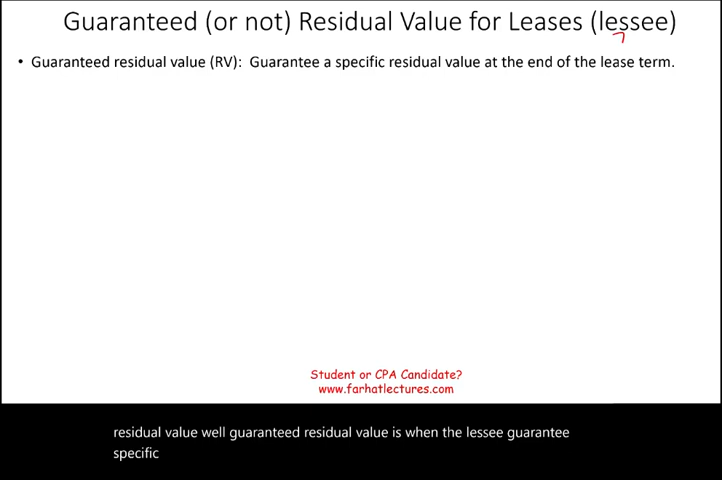 Guaranteed (or not) Residual Value for Leases (lessee)
• Guaranteed residual value (RV): Guarantee a specific residual value at the end of the lease term.
Student or CPA Candidate?
www.farhatlectures.com
residual value well guaranteed residual value is when the lessee guarantee
specific